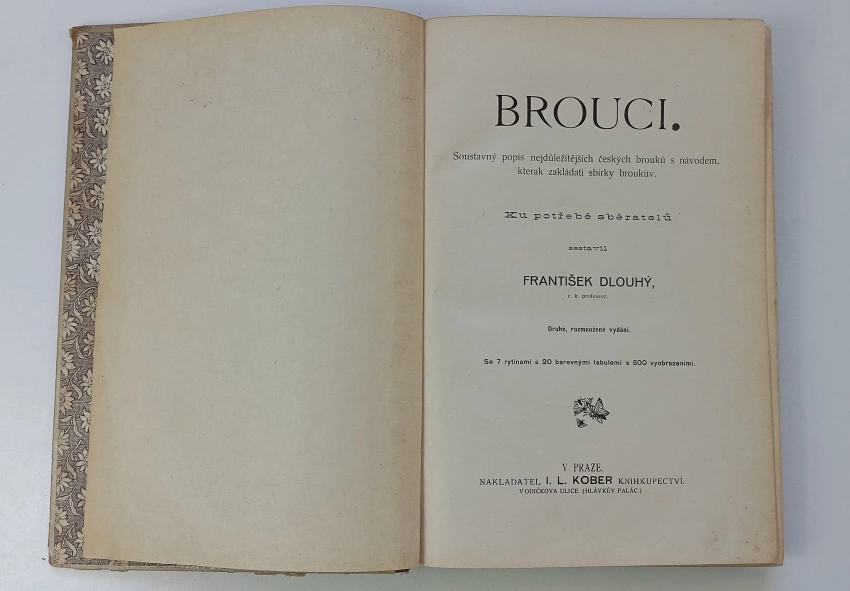 BROUCI.
Soustavný popis nejdůležitějších českých brouků s návodem,
kterak zakládati sbírky broukův.
Ku potřebě sběratelů
sestavil
FRANTIŠEK DLOUHÝ,
c. k. professor.
Druhé, rozmnožené vydání.
Se 7 rytinami a 20 barevnými tabulemi s 500 vyobrazeními.
V PRAZE.
NAKLADATEL I. L. KOBER KNIHKUPECTVÍ.
VODIČKOVA ULICE (HLÁVKŮV PALÁC.)